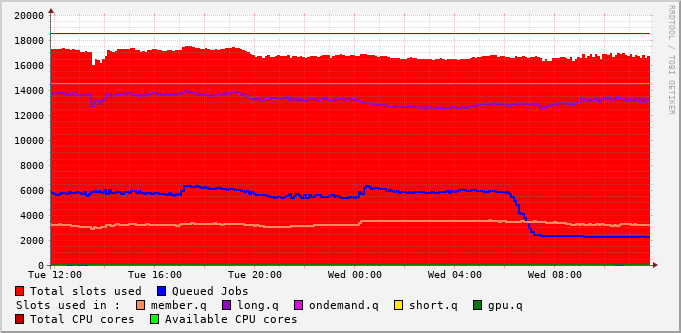 20000
18000
16000
14000
12000
10000
8000
6000
4000
2000
0
Tue 12:00 Tue 16:00 Tue 20:00 Wed 00:00 Wed 04:00 Wed 08:00
Total slots used Queued Jobs
Slots used in : member.q long.q ondemand.q short.q gpu.q
Total CPU cores Available CPU cores
RRDTOOL / TOBI OETIKER